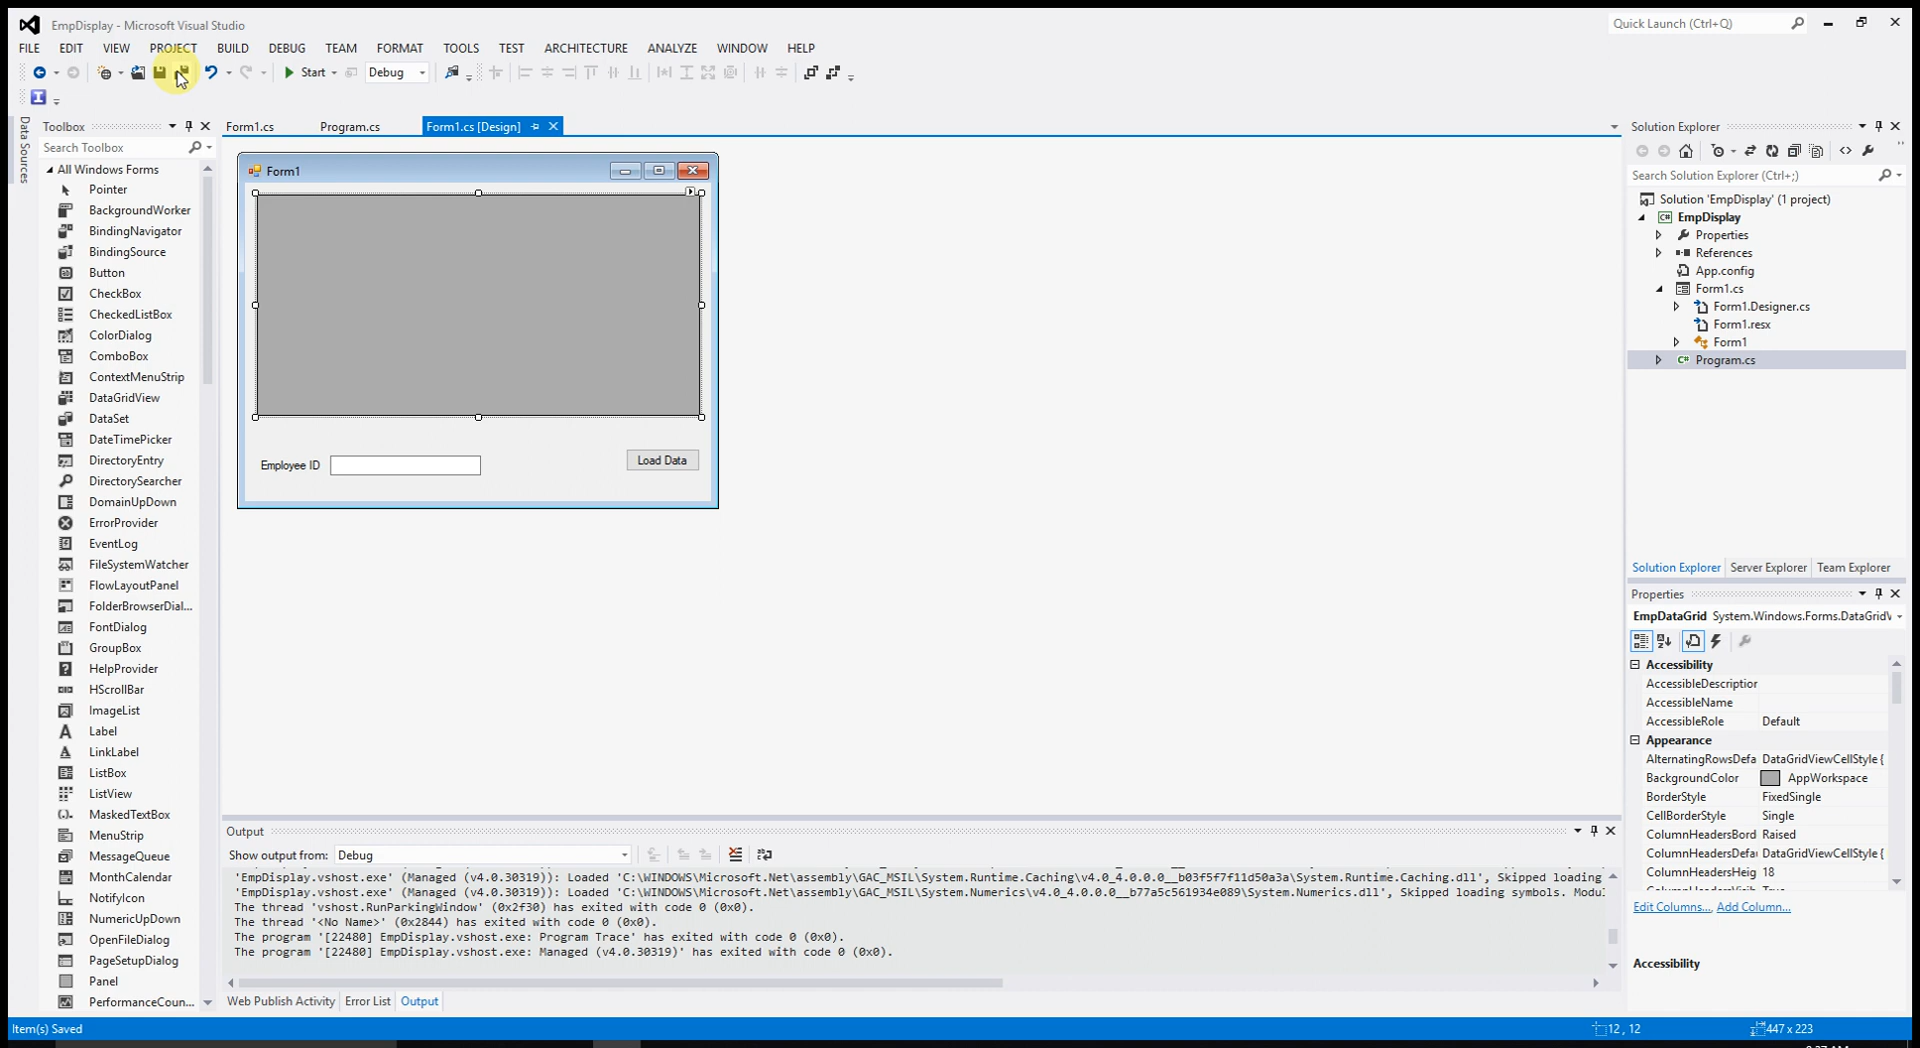 EmpDisplay - Microsoft Visual Studio
Quick Launch (Ctrl+Q)
FILE EDIT VIEW PROJECT BUILD DEBUG TEAM FORMAT TOOLS TEST ARCHITECTURE ANALYZE WINDOW HELP
Start Debug
Data Sources
Toolbox
Search Toolbox
All Windows Forms
Pointer
BackgroundWorker
BindingNavigator
BindingSource
Button
CheckBox
CheckedListBox
ColorDialog
ComboBox
ContextMenuStrip
DataGridView
DataSet
DateTimePicker
DirectoryEntry
DirectorySearcher
DomainUpDown
ErrorProvider
EventLog
FileSystemWatcher
FlowLayoutPanel
FolderBrowserDial...
FontDialog
GroupBox
HelpProvider
HScrollBar
ImageList
Label
LinkLabel
ListBox
ListView
MaskedTextBox
MenuStrip
MessageQueue
MonthCalendar
NotifyIcon
NumericUpDown
OpenFileDialog
PageSetupDialog
Panel
PerformanceCoun...
Form1.cs Program.cs Form1.cs [Design]
Form1
Employee ID
Load Data
Output
Show output from: Debug
'EmpDisplay.vshost.exe' (Managed (v4.0.30319)): Loaded 'C:\WINDOWS\Microsoft.Net\assembly\GAC_MSIL\System.Runtime.Caching\v4.0_4.0.0.0__b03f5f7f11d50a3a\System.Runtime.Caching.dll', Skipped loading
'EmpDisplay.vshost.exe' (Managed (v4.0.30319)): Loaded 'C:\WINDOWS\Microsoft.Net\assembly\GAC_MSIL\System.Numerics\v4.0_4.0.0.0__b77a5c561934e089\System.Numerics.dll', Skipped loading symbols. Modu
The thread 'vshost.RunParkingWindow' (0x2f30) has exited with code 0 (0x0).
The thread '<No Name>' (0x2844) has exited with code 0 (0x0).
The program '[22480] EmpDisplay.vshost.exe: Program Trace' has exited with code 0 (0x0).
The program '[22480] EmpDisplay.vshost.exe: Managed (v4.0.30319)' has exited with code 0 (0x0).
Web Publish Activity Error List Output
Solution Explorer
Search Solution Explorer (Ctrl+;)
Solution 'EmpDisplay' (1 project)
C# EmpDisplay
Properties
References
App.config
Form1.cs
Form1.Designer.cs
Form1.resx
Form1
C# Program.cs
Solution Explorer Server Explorer Team Explorer
Properties
EmpDataGrid System.Windows.Forms.DataGridV
Accessibility
AccessibleDescription
AccessibleName
AccessibleRole Default
Appearance
AlternatingRowsDefa DataGridViewCellStyle {
BackgroundColor AppWorkspace
BorderStyle FixedSingle
CellBorderStyle Single
ColumnHeadersBord Raised
ColumnHeadersDefau DataGridViewCellStyle {
ColumnHeadersHeig 18
Edit Columns..., Add Column...
Accessibility
Item(s) Saved
12 , 12
447 x 223